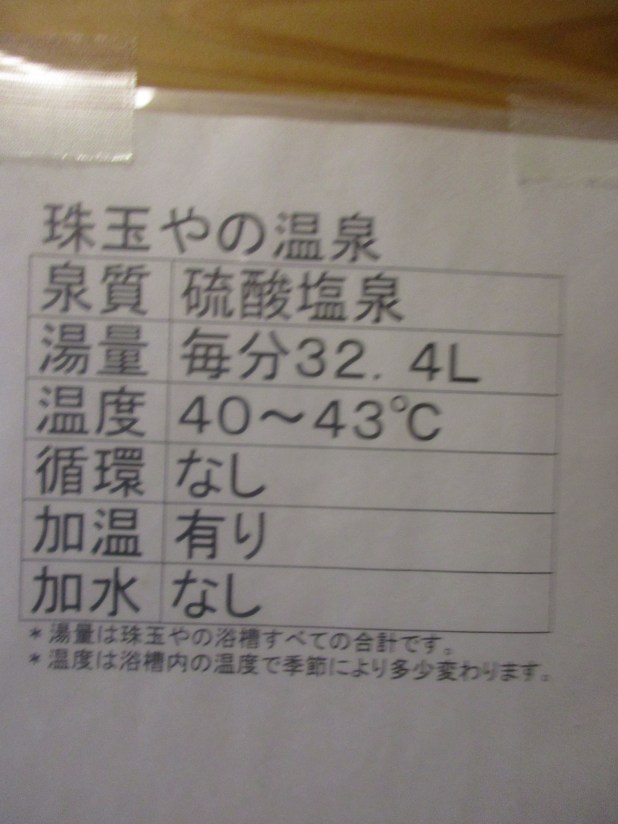 珠玉やの温泉
泉質 硫酸塩泉
湯量 毎分32．4L
温度 40～43℃
循環 なし
加温 有り
加水 なし
＊湯量は珠玉やの浴槽すべての合計です。
＊温度は浴槽内の温度で季節により多少変わります。